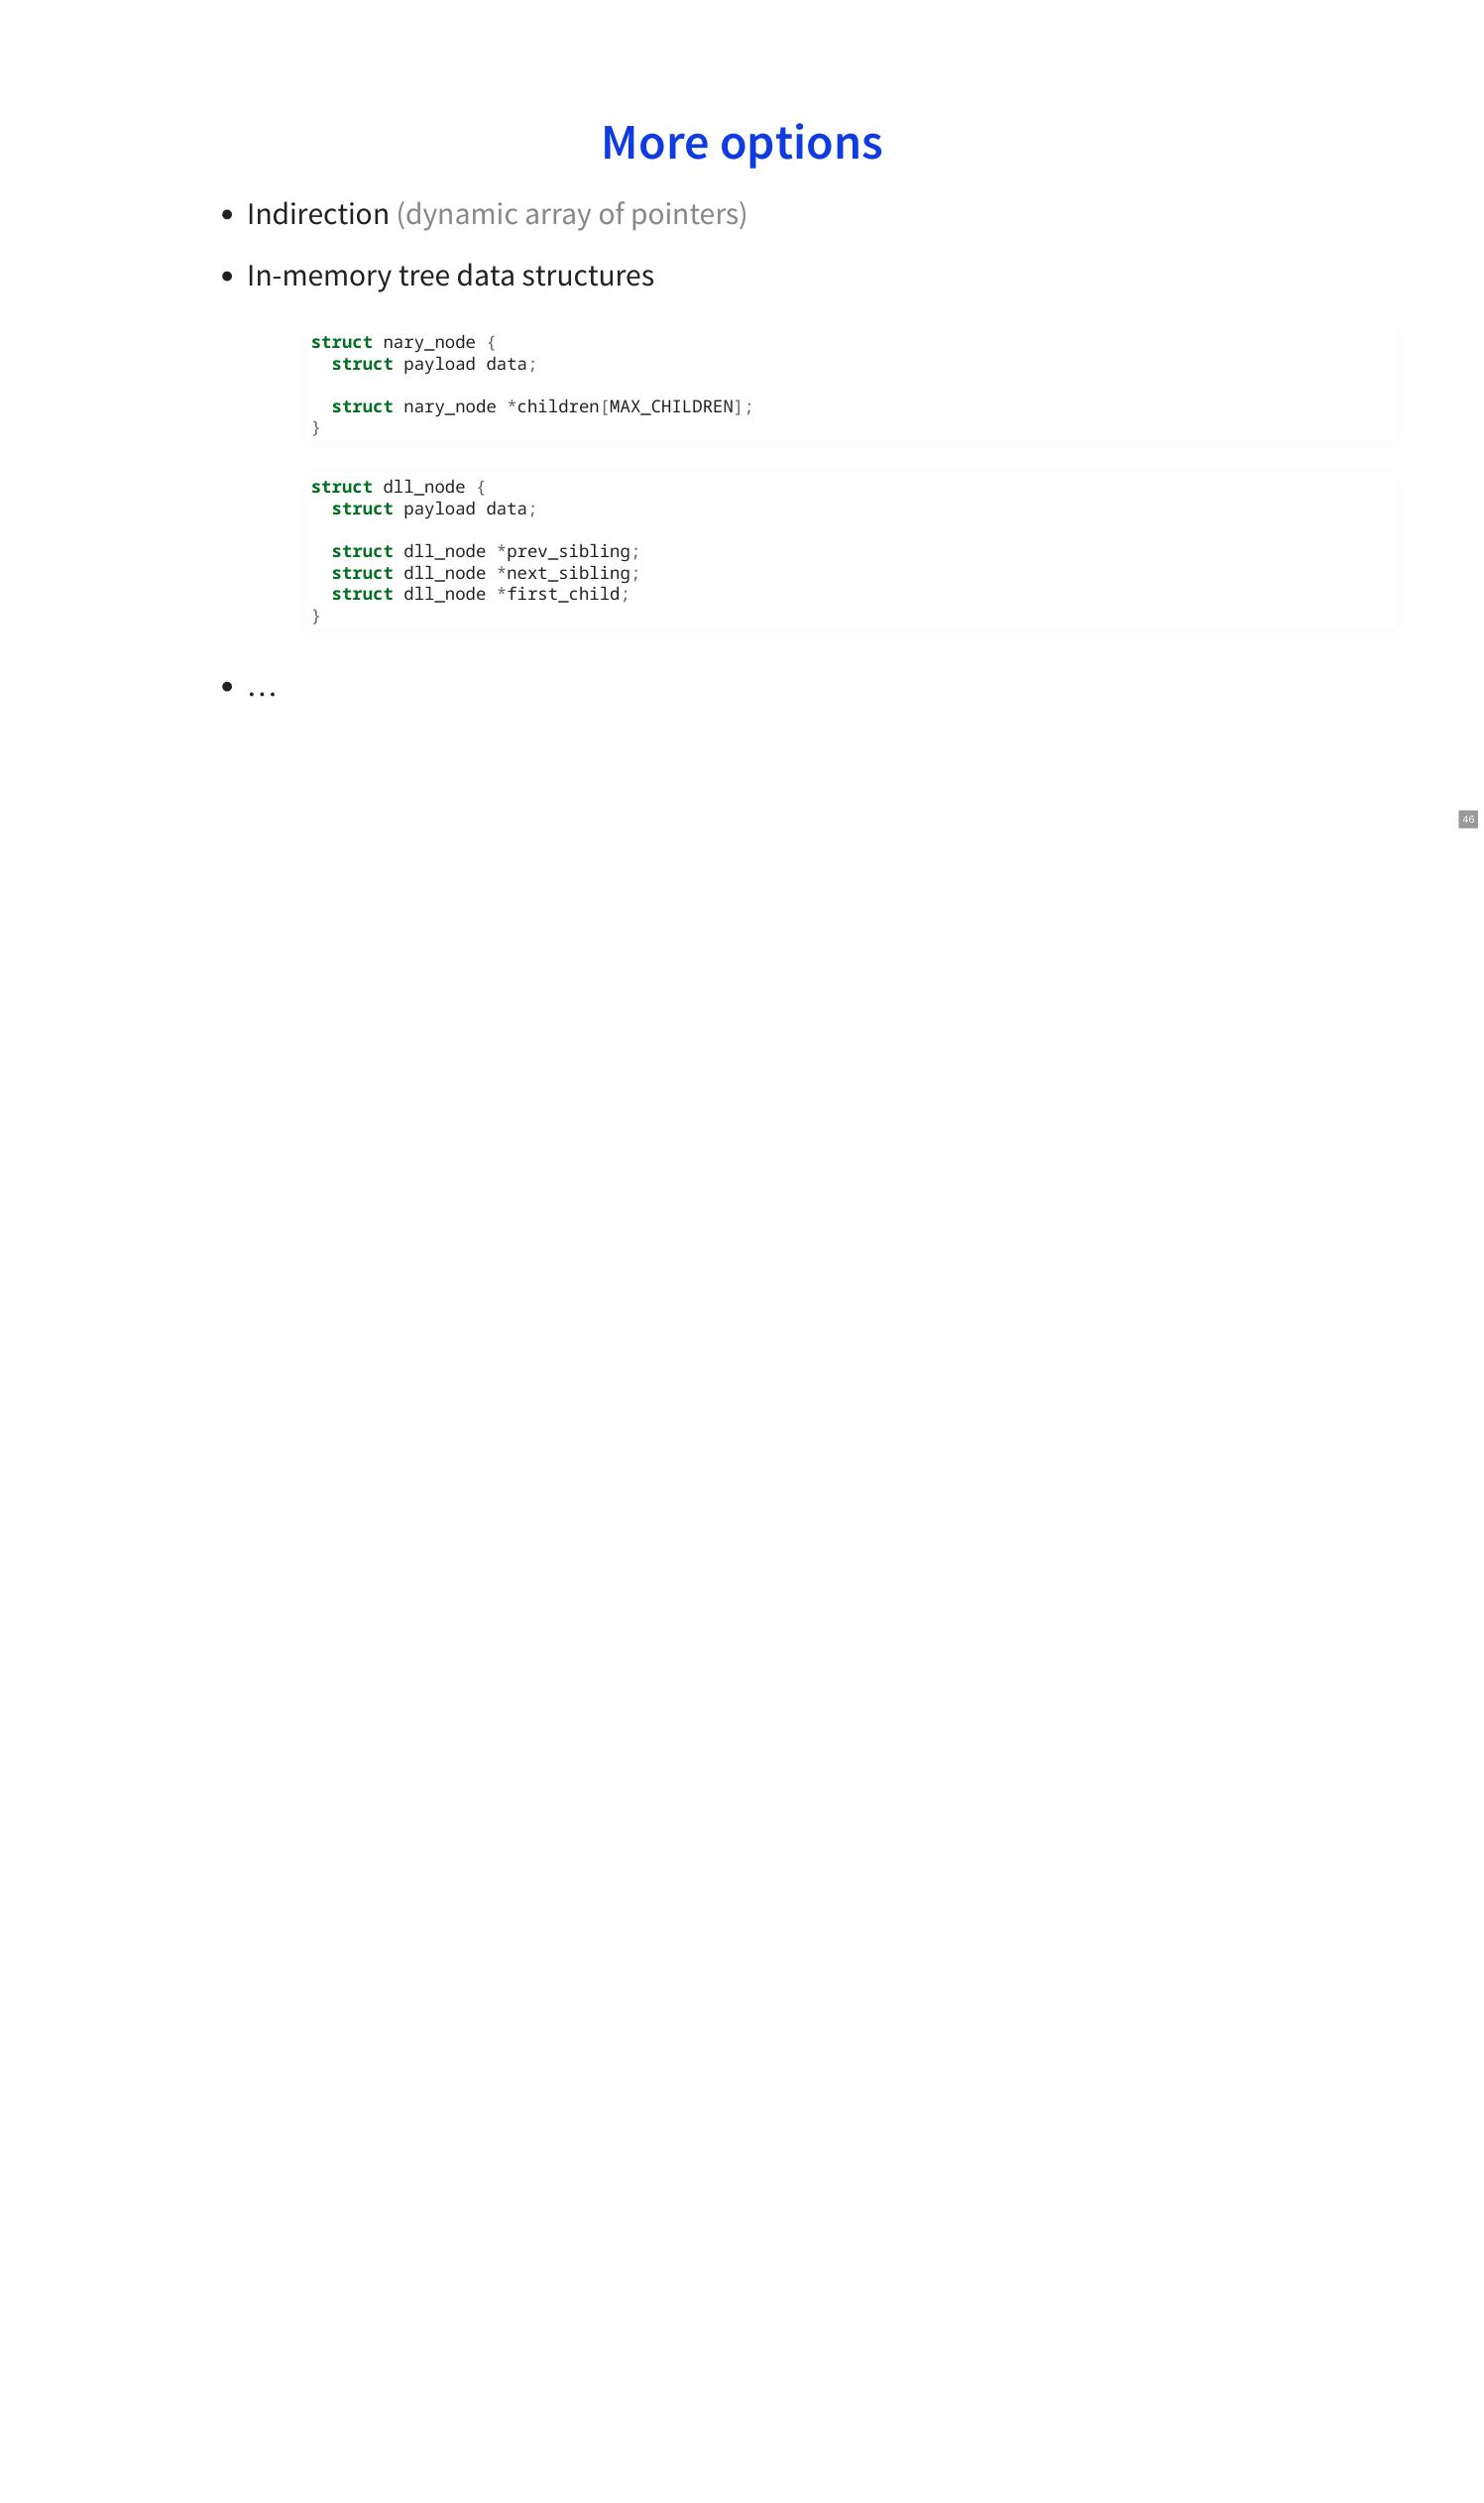 More options
• Indirection (dynamic array of pointers)
• In-memory tree data structures
struct nary_node {
  struct payload data;

  struct nary_node *children[MAX_CHILDREN];
}
struct dll_node {
  struct payload data;

  struct dll_node *prev_sibling;
  struct dll_node *next_sibling;
  struct dll_node *first_child;
}
• …
46